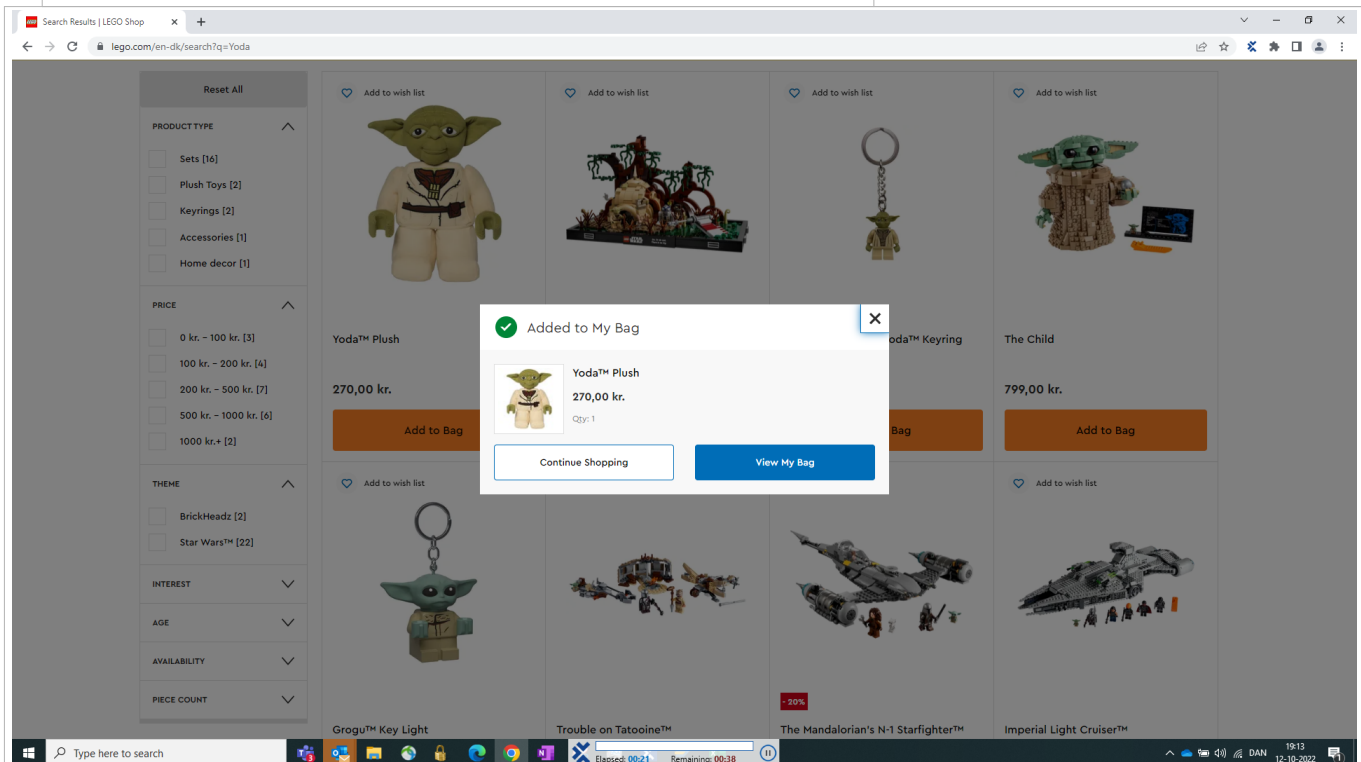 Search Results | LEGO Shop
lego.com/en-dk/search?q=Yoda
Reset All
PRODUCT TYPE
Sets [16]
Plush Toys [2]
Keyrings [2]
Accessories [1]
Home decor [1]
PRICE
0 kr. - 100 kr. [3]
100 kr. - 200 kr. [4]
200 kr. - 500 kr. [7]
500 kr. - 1000 kr. [6]
1000 kr.+ [2]
THEME
BrickHeadz [2]
Star Wars™ [22]
INTEREST
AGE
AVAILABILITY
PIECE COUNT
Add to wish list
Add to wish list
Add to wish list
Add to wish list
Yoda™ Plush
oda™ Keyring
The Child
270,00 kr.
799,00 kr.
Add to Bag
Bag
Add to Bag
Added to My Bag
Yoda™ Plush
270,00 kr.
Qty: 1
Continue Shopping
View My Bag
Add to wish list
Add to wish list
- 20%
Grogu™ Key Light
Trouble on Tatooine™
The Mandalorian's N-1 Starfighter™
Imperial Light Cruiser™
Type here to search
Elapsed: 00:21 Remaining: 00:38
DAN
19:13
12-10-2022